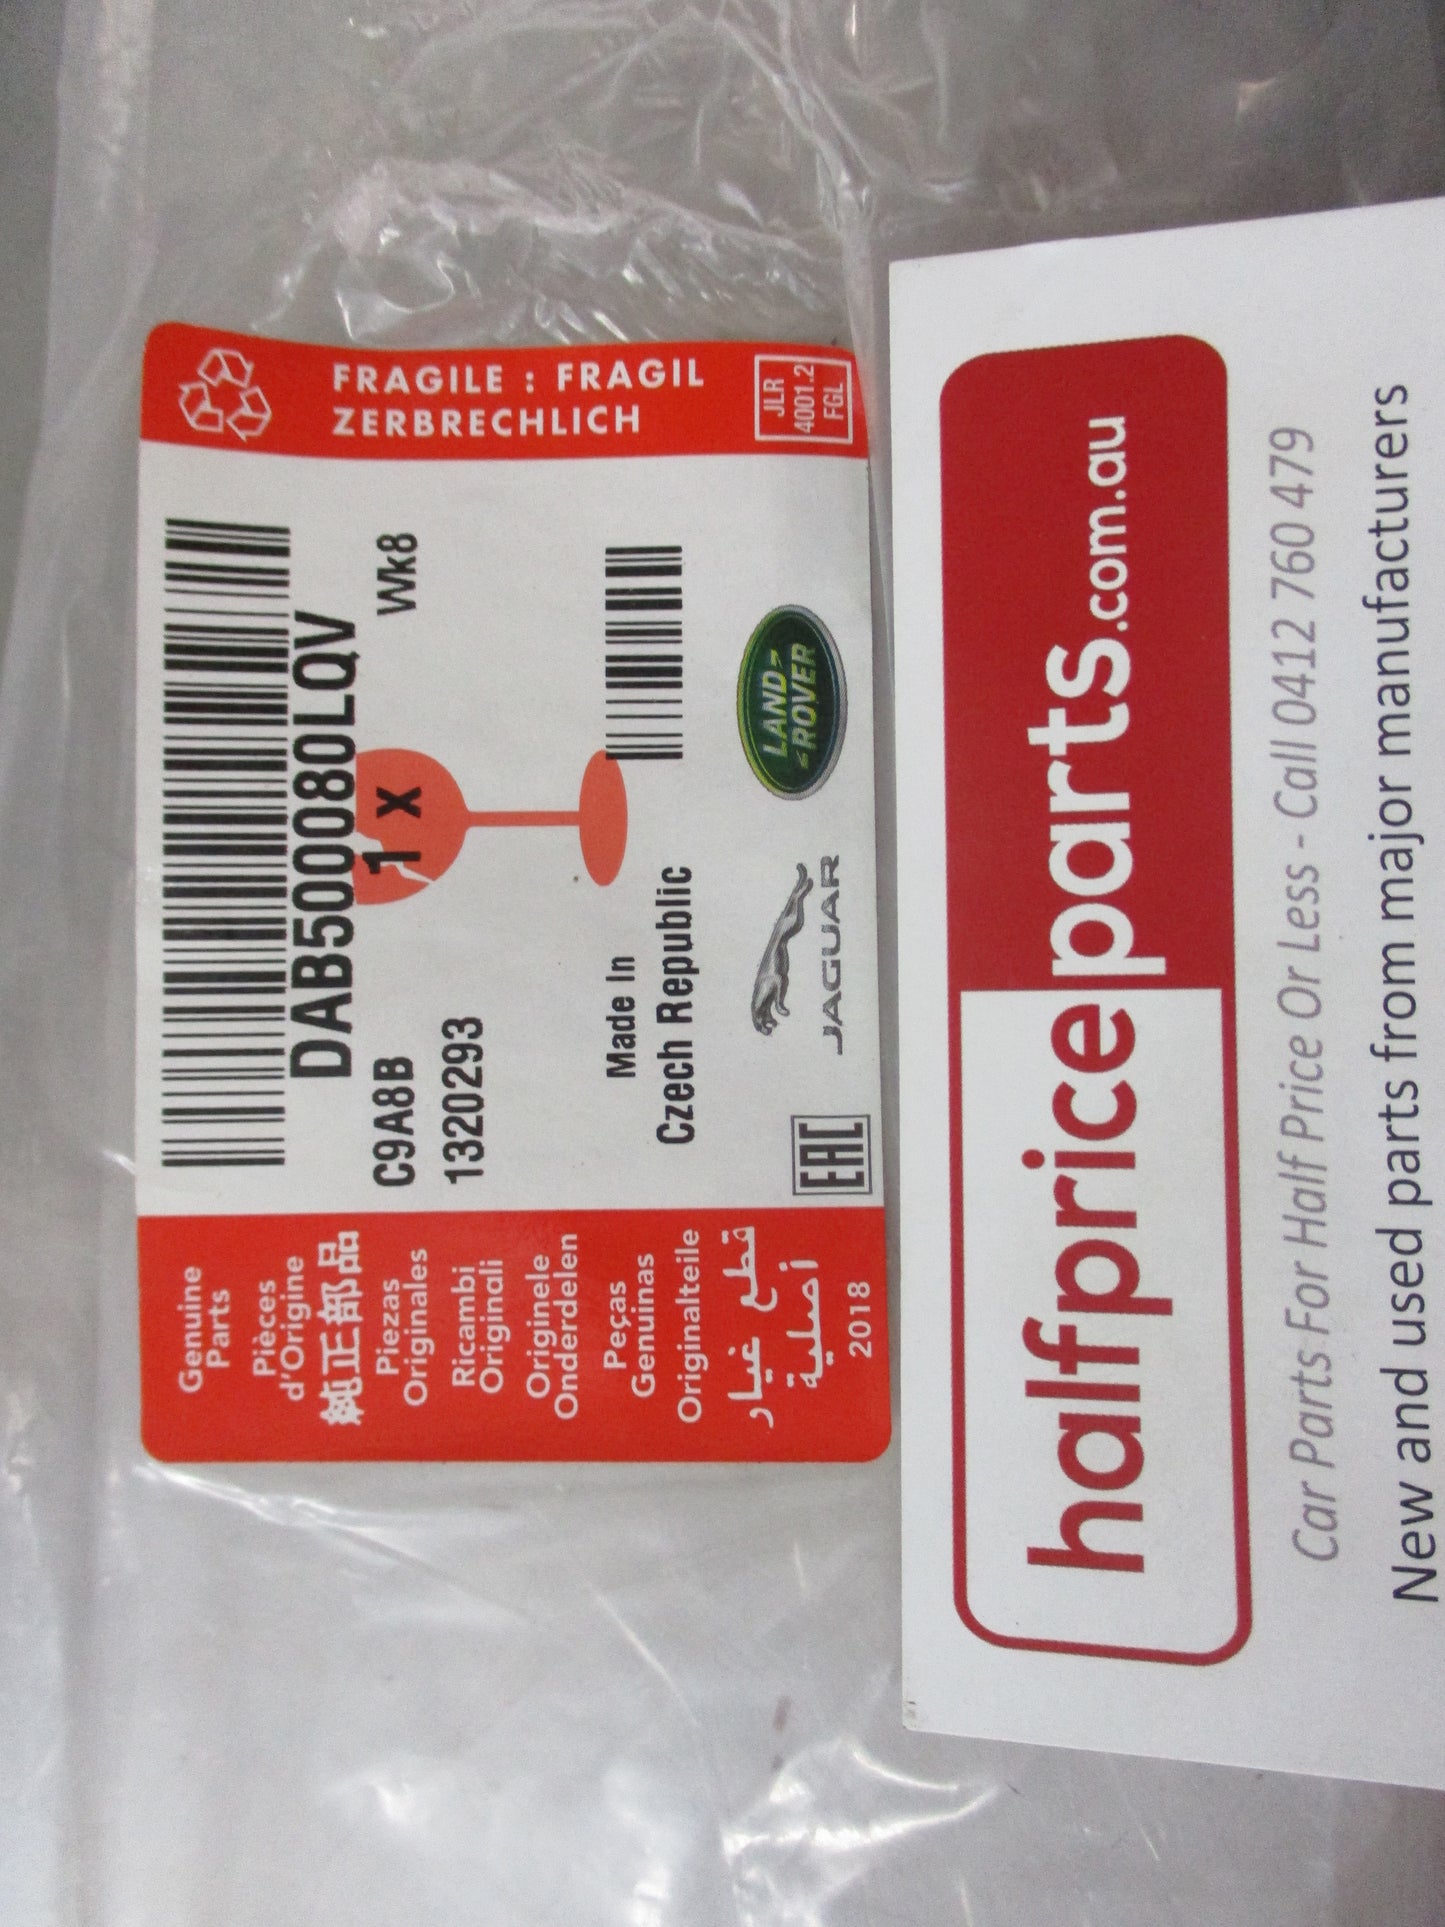 Genuine
Parts
Pièces
d'Origine
純正部品
Piezas
Originales
Ricambi
Originali
Originele
Onderdelen
Peças
Genuinas
Originalteile
قطع غيار
أصلية
2018
DAB50080LQV
C9A8B
1 x
Wk8
1320293
Made In
Czech Republic
EAC
JAGUAR
LAND
ROVER
FRAGILE : FRAGIL
ZERBRECHLICH
JLR
4001.2
FGL
halfpriceparts.com.au
Car Parts For Half Price Or Less - Call 0412 760 479
New and used parts from major manufacturers